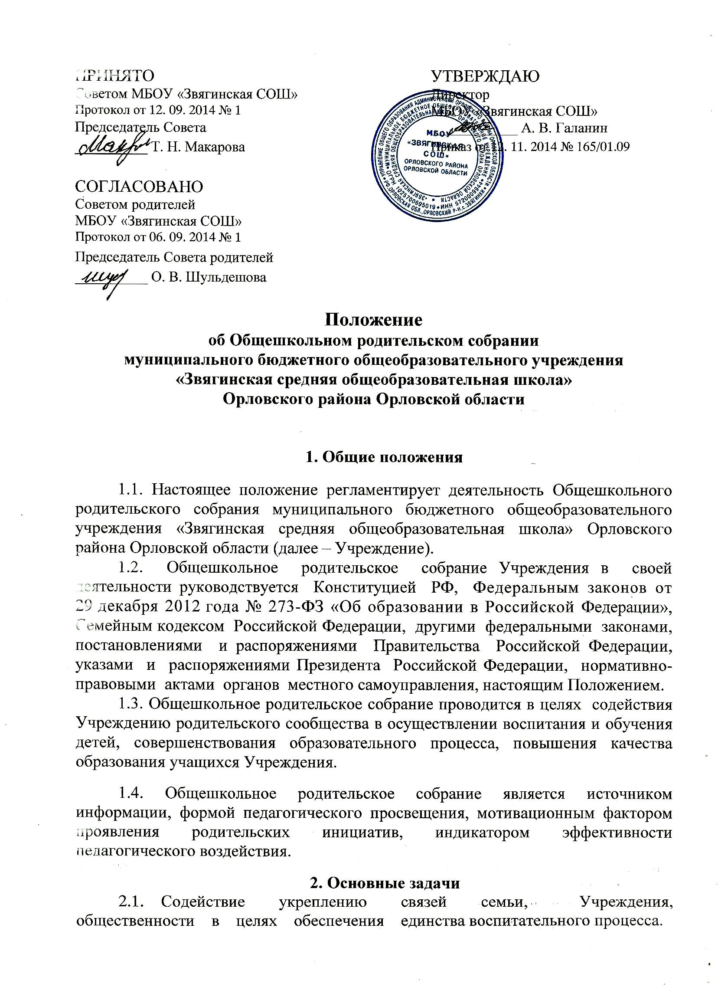 ПРИНЯТО
Советом МБОУ «Звягинская СОШ»
Протокол от 12. 09. 2014 № 1
Председатель Совета
Т. Н. Макарова
УТВЕРЖДАЮ
Директор
МБОУ «Звягинская СОШ»
А. В. Галанин
Приказ от 12. 11. 2014 № 165/01.09
МБОУ
«ЗВЯГИНСКАЯ
СОШ»
ОРЛОВСКОГО РАЙОНА
ОРЛОВСКОЙ ОБЛАСТИ
СОГЛАСОВАНО
Советом родителей
МБОУ «Звягинская СОШ»
Протокол от 06. 09. 2014 № 1
Председатель Совета родителей
О. В. Шульдешова
Положение
об Общешкольном родительском собрании
муниципального бюджетного общеобразовательного учреждения
«Звягинская средняя общеобразовательная школа»
Орловского района Орловской области
1. Общие положения
1.1. Настоящее положение регламентирует деятельность Общешкольного
родительского собрания муниципального бюджетного общеобразовательного
учреждения «Звягинская средняя общеобразовательная школа» Орловского
района Орловской области (далее – Учреждение).
1.2. Общешкольное родительское собрание Учреждения в своей
деятельности руководствуется Конституцией РФ, Федеральным законов от
29 декабря 2012 года № 273-ФЗ «Об образовании в Российской Федерации»,
Семейным кодексом Российской Федерации, другими федеральными законами,
постановлениями и распоряжениями Правительства Российской Федерации,
указами и распоряжениями Президента Российской Федерации, нормативно-
правовыми актами органов местного самоуправления, настоящим Положением.
1.3. Общешкольное родительское собрание проводится в целях содействия
Учреждению родительского сообщества в осуществлении воспитания и обучения
детей, совершенствования образовательного процесса, повышения качества
образования учащихся Учреждения.
1.4. Общешкольное родительское собрание является источником
информации, формой педагогического просвещения, мотивационным фактором
проявления родительских инициатив, индикатором эффективности
педагогического воздействия.
2. Основные задачи
2.1. Содействие укреплению связей семьи, Учреждения,
общественности в целях обеспечения единства воспитательного процесса.